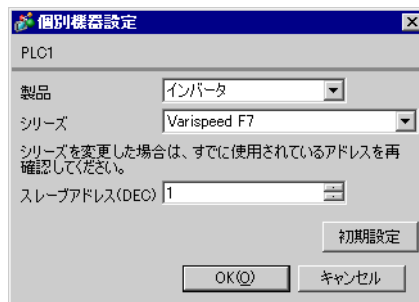 個別機器設定
PLC1
製品 インバータ
シリーズ Varispeed F7
シリーズを変更した場合は、すでに使用されているアドレスを再
確認してください。
スレーブアドレス(DEC) 1
初期設定
OK(O) キャンセル